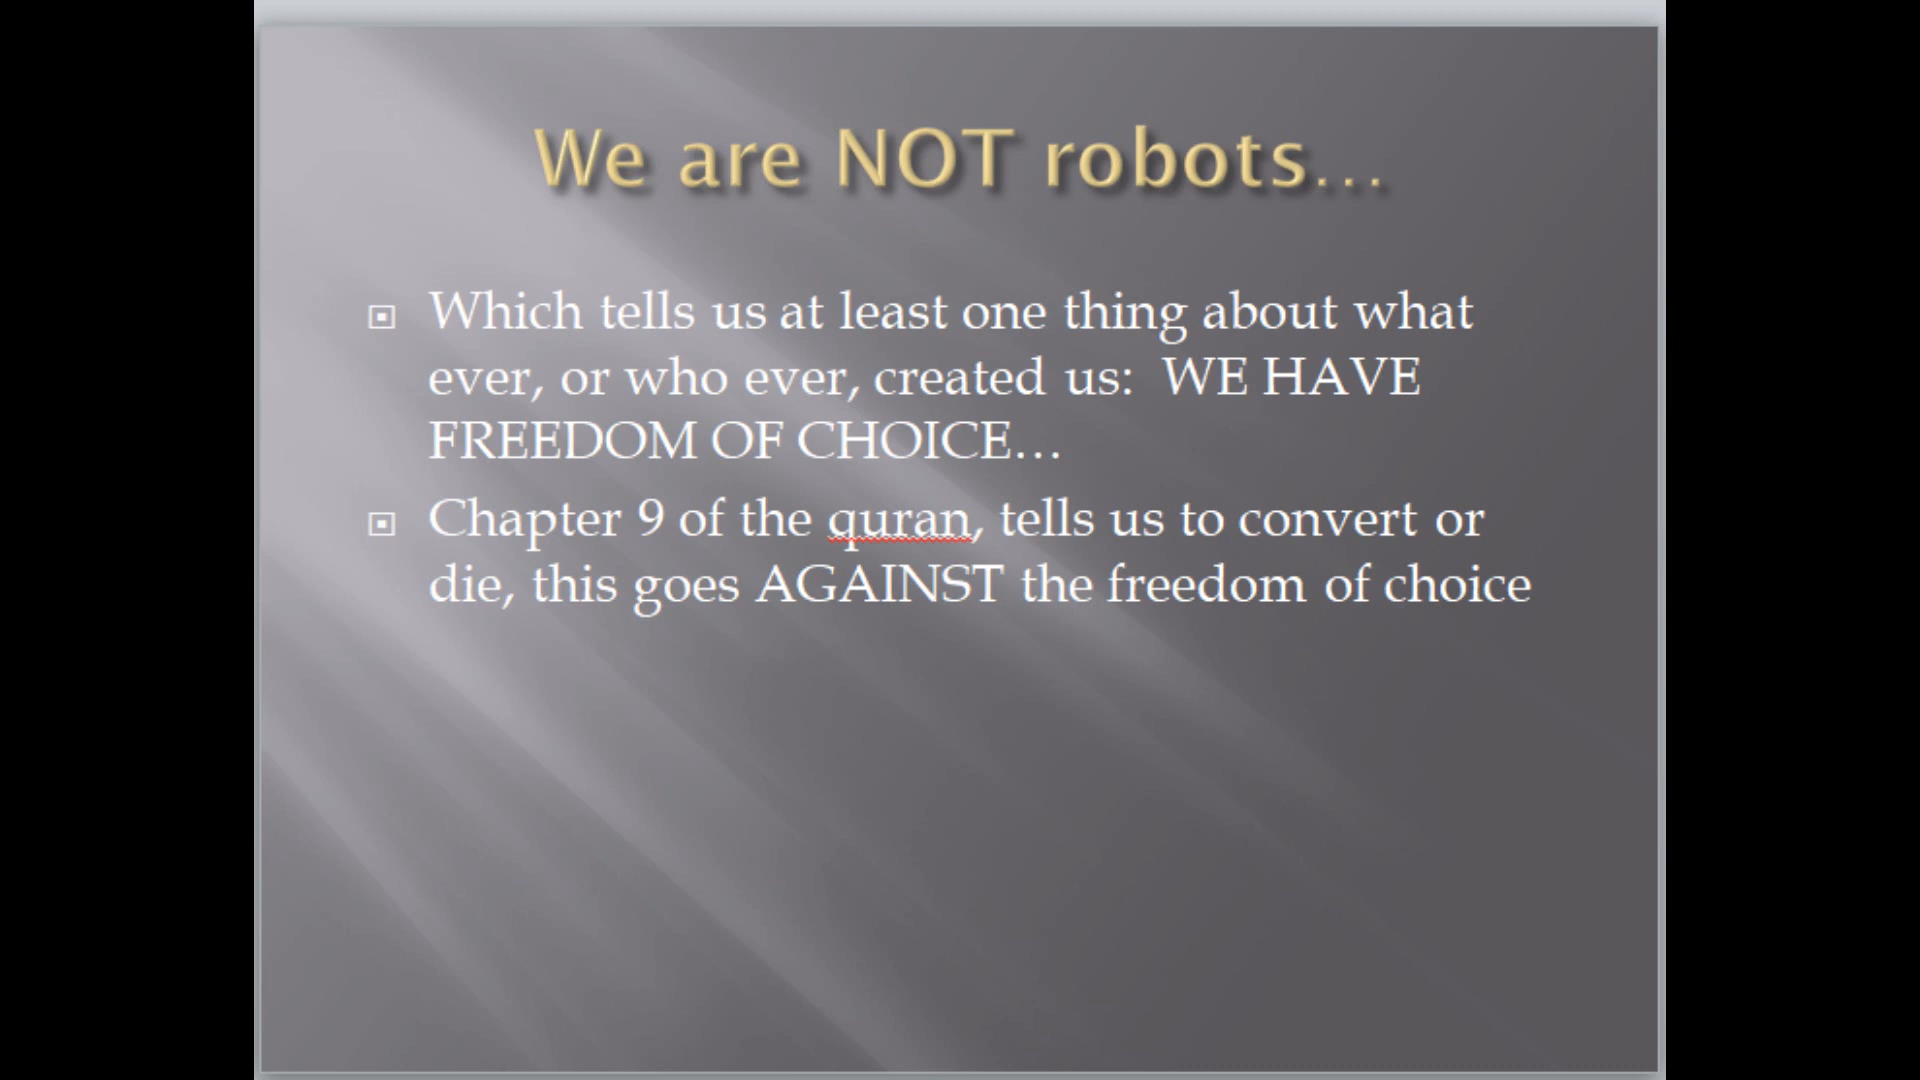 We are NOT robots...
Which tells us at least one thing about what
ever, or who ever, created us:  WE HAVE
FREEDOM OF CHOICE...
Chapter 9 of the quran, tells us to convert or
die, this goes AGAINST the freedom of choice